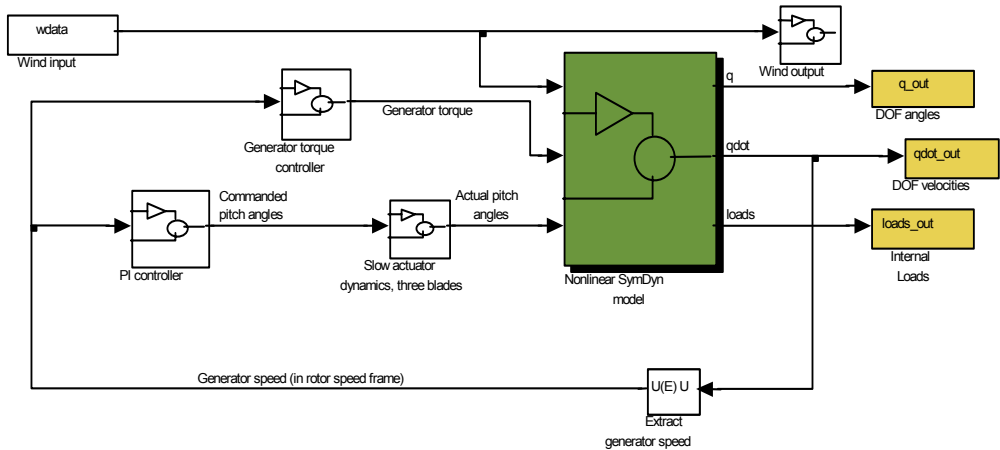 wdata
Wind input
Wind output
q
q_out
DOF angles
Generator torque
Generator torque
controller
qdot
qdot_out
DOF velocities
Commanded
pitch angles
Actual pitch
angles
loads
loads_out
Internal
Loads
PI controller
Slow actuator
dynamics, three blades
Nonlinear SymDyn
model
Generator speed (in rotor speed frame)
U(E) U
Extract
generator speed